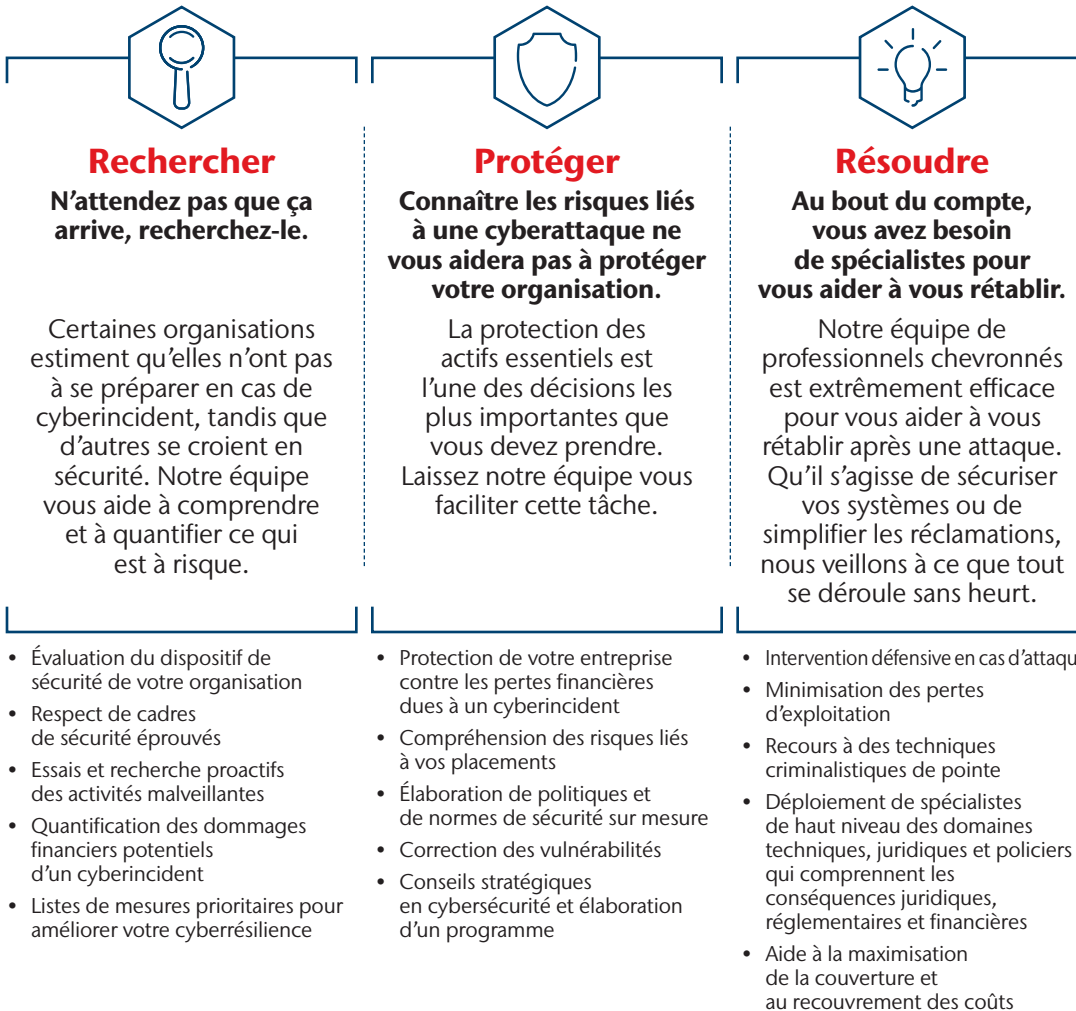 Rechercher
N’attendez pas que ça
arrive, recherchez-le.
Certaines organisations
estiment qu’elles n’ont pas
à se préparer en cas de
cyberincident, tandis que
d’autres se croient en
sécurité. Notre équipe
vous aide à comprendre
et à quantifier ce qui
est à risque.
• Évaluation du dispositif de
sécurité de votre organisation
• Respect de cadres
de sécurité éprouvés
• Essais et recherche proactifs
des activités malveillantes
• Quantification des dommages
financiers potentiels
d’un cyberincident
• Listes de mesures prioritaires pour
améliorer votre cyberrésilience
Protéger
Connaître les risques liés
à une cyberattaque ne
vous aidera pas à protéger
votre organisation.
La protection des
actifs essentiels est
l’une des décisions les
plus importantes que
vous devez prendre.
Laissez notre équipe vous
faciliter cette tâche.
• Protection de votre entreprise
contre les pertes financières
dues à un cyberincident
• Compréhension des risques liés
à vos placements
• Élaboration de politiques et
de normes de sécurité sur mesure
• Correction des vulnérabilités
• Conseils stratégiques
en cybersécurité et élaboration
d’un programme
Résoudre
Au bout du compte,
vous avez besoin
de spécialistes pour
vous aider à vous rétablir.
Notre équipe de
professionnels chevronnés
est extrêmement efficace
pour vous aider à vous
rétablir après une attaque.
Qu’il s’agisse de sécuriser
vos systèmes ou de
simplifier les réclamations,
nous veillons à ce que tout
se déroule sans heurt.
• Intervention défensive en cas d’attaqu
• Minimisation des pertes
d’exploitation
• Recours à des techniques
criminalistiques de pointe
• Déploiement de spécialistes
de haut niveau des domaines
techniques, juridiques et policiers
qui comprennent les
conséquences juridiques,
réglementaires et financières
• Aide à la maximisation
de la couverture et
au recouvrement des coûts